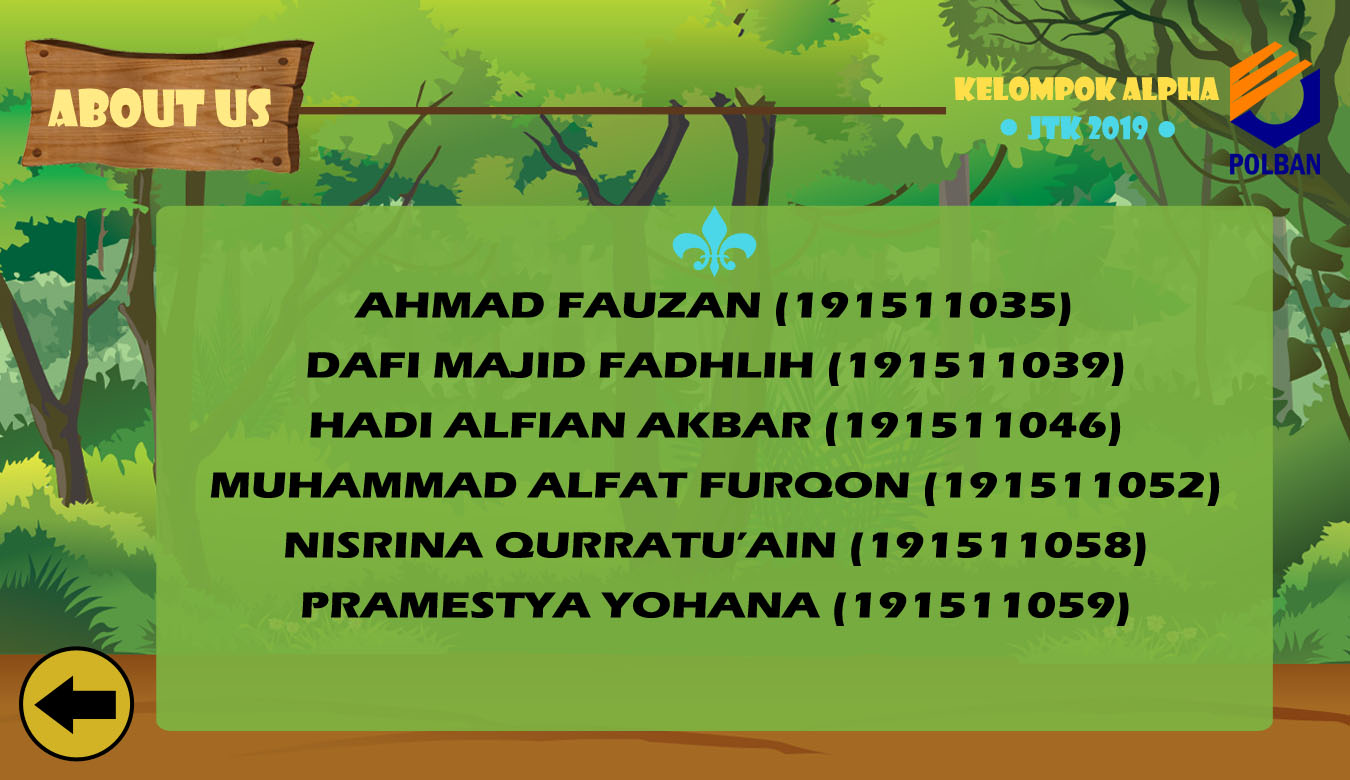 ABOUT US
KELOMPOK ALPHA
• JTK 2019 •
POLBAN
AHMAD FAUZAN (191511035)
DAFI MAJID FADHLIH (191511039)
HADI ALFIAN AKBAR (191511046)
MUHAMMAD ALFAT FURQON (191511052)
NISRINA QURRATU'AIN (191511058)
PRAMESTYA YOHANA (191511059)